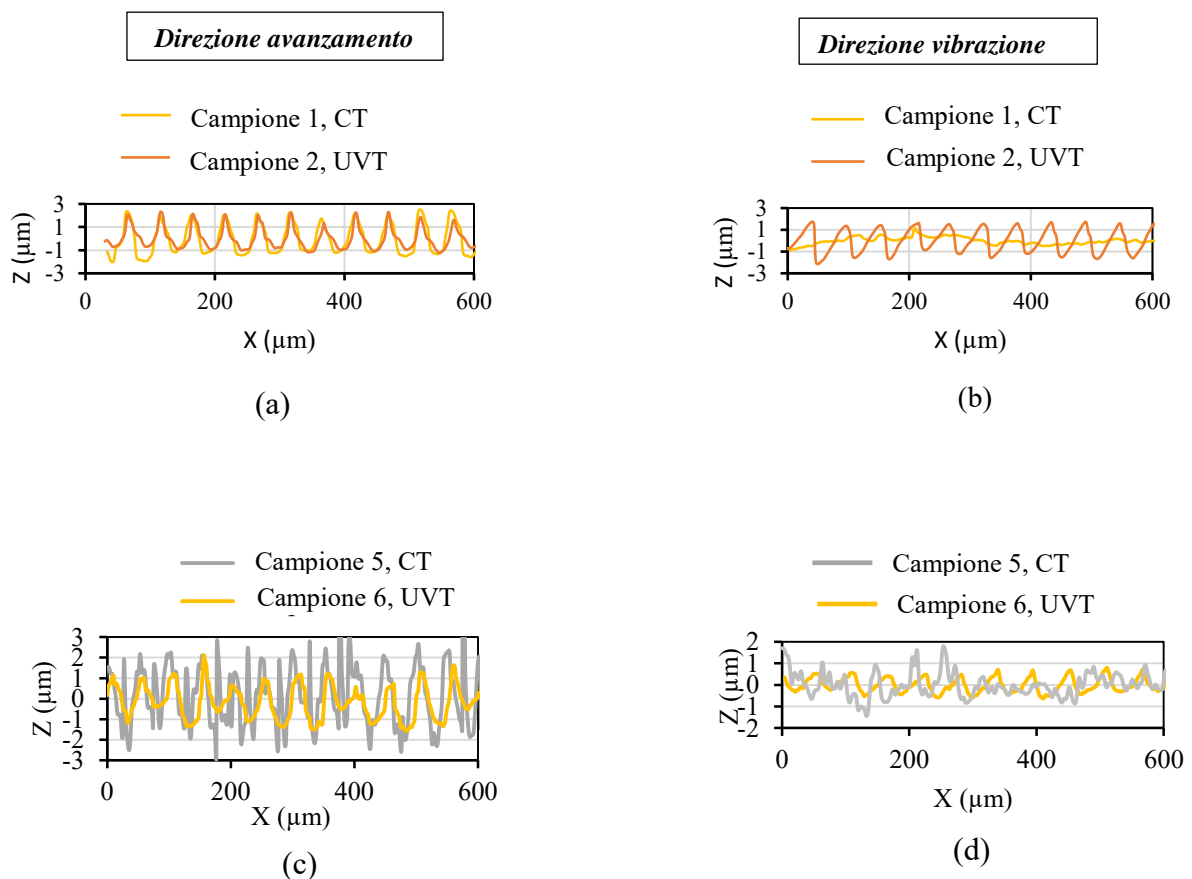 Direzione avanzamento
Direzione vibrazione
Campione 1, CT
Campione 2, UVT
3
1
-1
-3
Z (µm)
0
200
400
600
X (µm)
(a)
Campione 1, CT
Campione 2, UVT
3
1
-1
-3
Z (µm)
0
200
400
600
X (µm)
(b)
Campione 5, CT
Campione 6, UVT
3
2
1
0
-1
-2
-3
Z (µm)
0
200
400
600
X (µm)
(c)
Campione 5, CT
Campione 6, UVT
2
1
0
-1
-2
Z (µm)
0
200
400
600
X (µm)
(d)